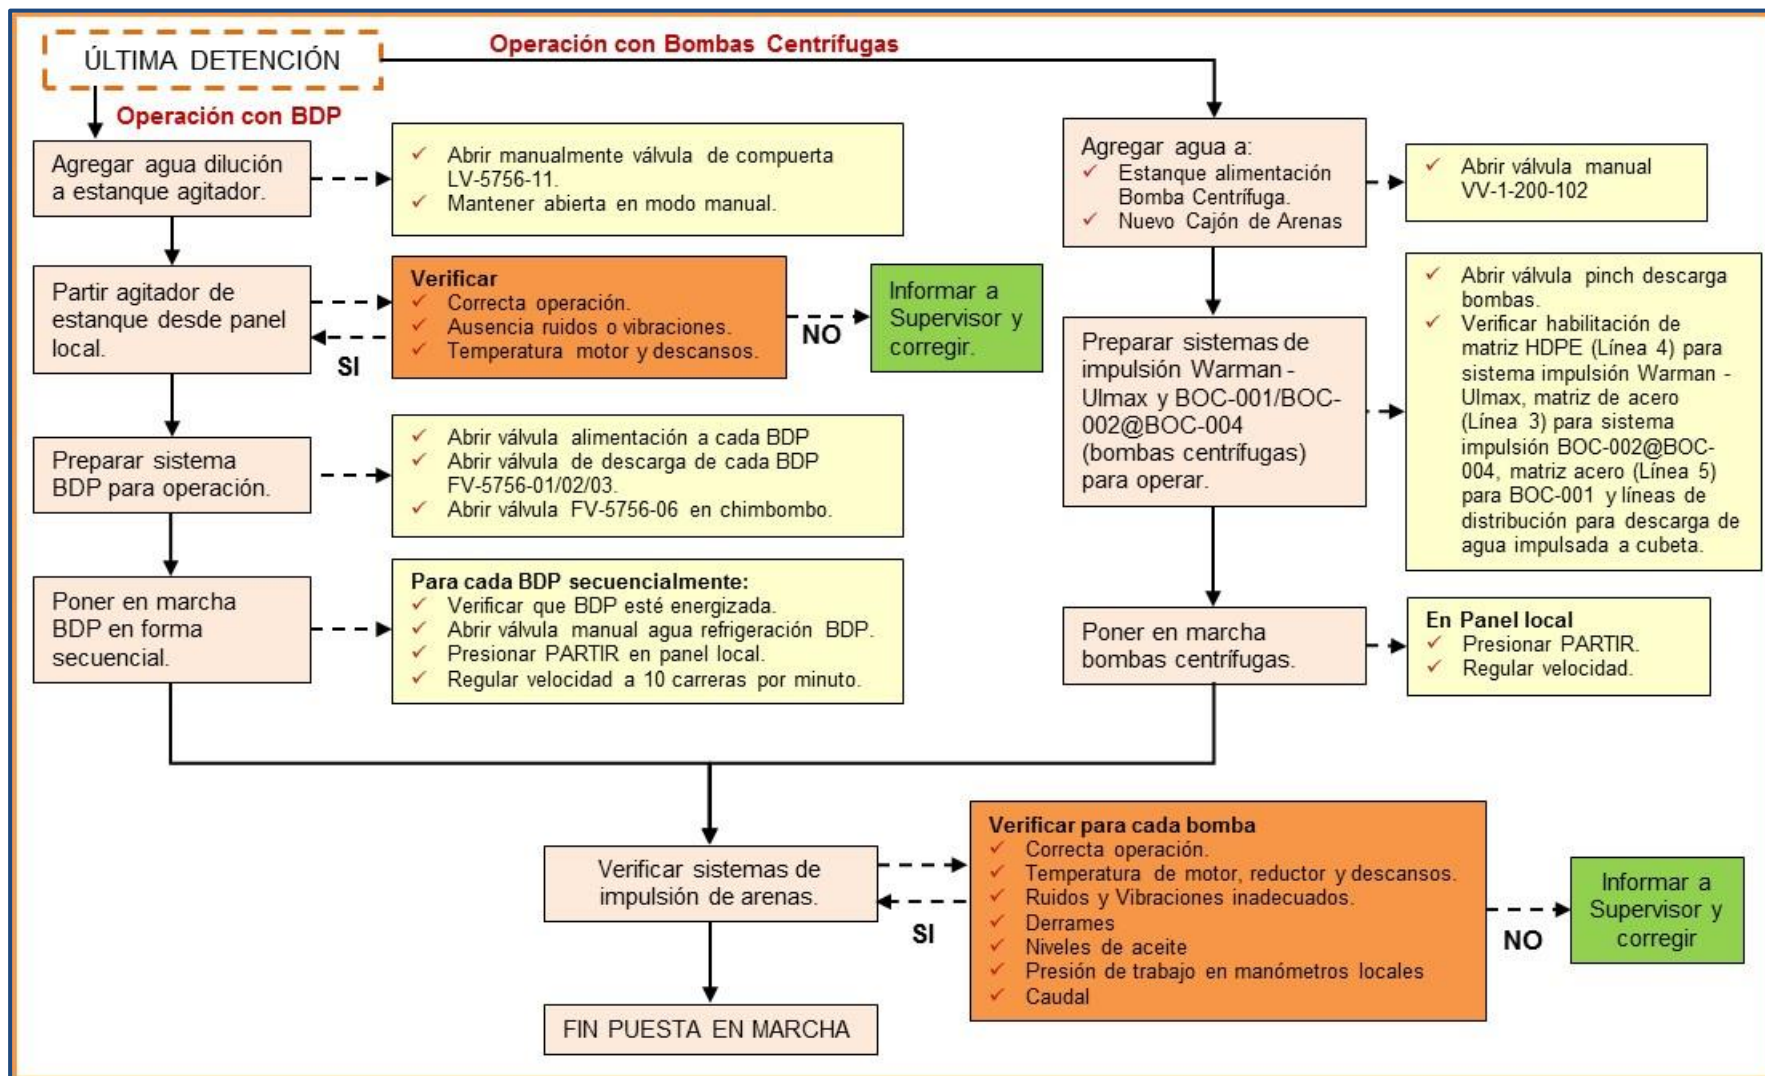 ÚLTIMA DETENCIÓN
Operación con Bombas Centrífugas
Operación con BDP
Agregar agua dilución
a estanque agitador.
✓ Abrir manualmente válvula de compuerta
LV-5756-11.
✓ Mantener abierta en modo manual.
Partir agitador de
estanque desde panel
local.
Verificar
✓ Correcta operación.
✓ Ausencia ruidos o vibraciones.
✓ Temperatura motor y descansos.
SI
NO
Informar a
Supervisor y
corregir.
Preparar sistema
BDP para operación.
✓ Abrir válvula alimentación a cada BDP
✓ Abrir válvula de descarga de cada BDP
FV-5756-01/02/03.
✓ Abrir válvula FV-5756-06 en chimbombo.
Poner en marcha
BDP en forma
secuencial.
Para cada BDP secuencialmente:
✓ Verificar que BDP esté energizada.
✓ Abrir válvula manual agua refrigeración BDP.
✓ Presionar PARTIR en panel local.
✓ Regular velocidad a 10 carreras por minuto.
Agregar agua a:
✓ Estanque alimentación
Bomba Centrífuga.
✓ Nuevo Cajón de Arenas
✓ Abrir válvula manual
VV-1-200-102
Preparar sistemas de
impulsión Warman -
Ulmax y BOC-001/BOC-
002@BOC-004
(bombas centrífugas)
para operar.
✓ Abrir válvula pinch descarga
bombas.
✓ Verificar habilitación de
matriz HDPE (Línea 4) para
sistema impulsión Warman -
Ulmax, matriz de acero
(Línea 3) para sistema
impulsión BOC-002@BOC-
004, matriz acero (Línea 5)
para BOC-001 y líneas de
distribución para descarga de
agua impulsada a cubeta.
Poner en marcha
bombas centrífugas.
En Panel local
✓ Presionar PARTIR.
✓ Regular velocidad.
Verificar sistemas de
impulsión de arenas.
Verificar para cada bomba
✓ Correcta operación.
✓ Temperatura de motor, reductor y descansos.
✓ Ruidos y Vibraciones inadecuados.
✓ Derrames
✓ Niveles de aceite
✓ Presión de trabajo en manómetros locales
✓ Caudal
SI
NO
Informar a
Supervisor y
corregir
FIN PUESTA EN MARCHA